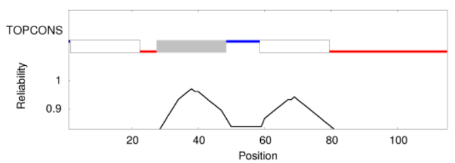 TOPCONS
Reliability
1
0.9
20 40 60 80 100
Position